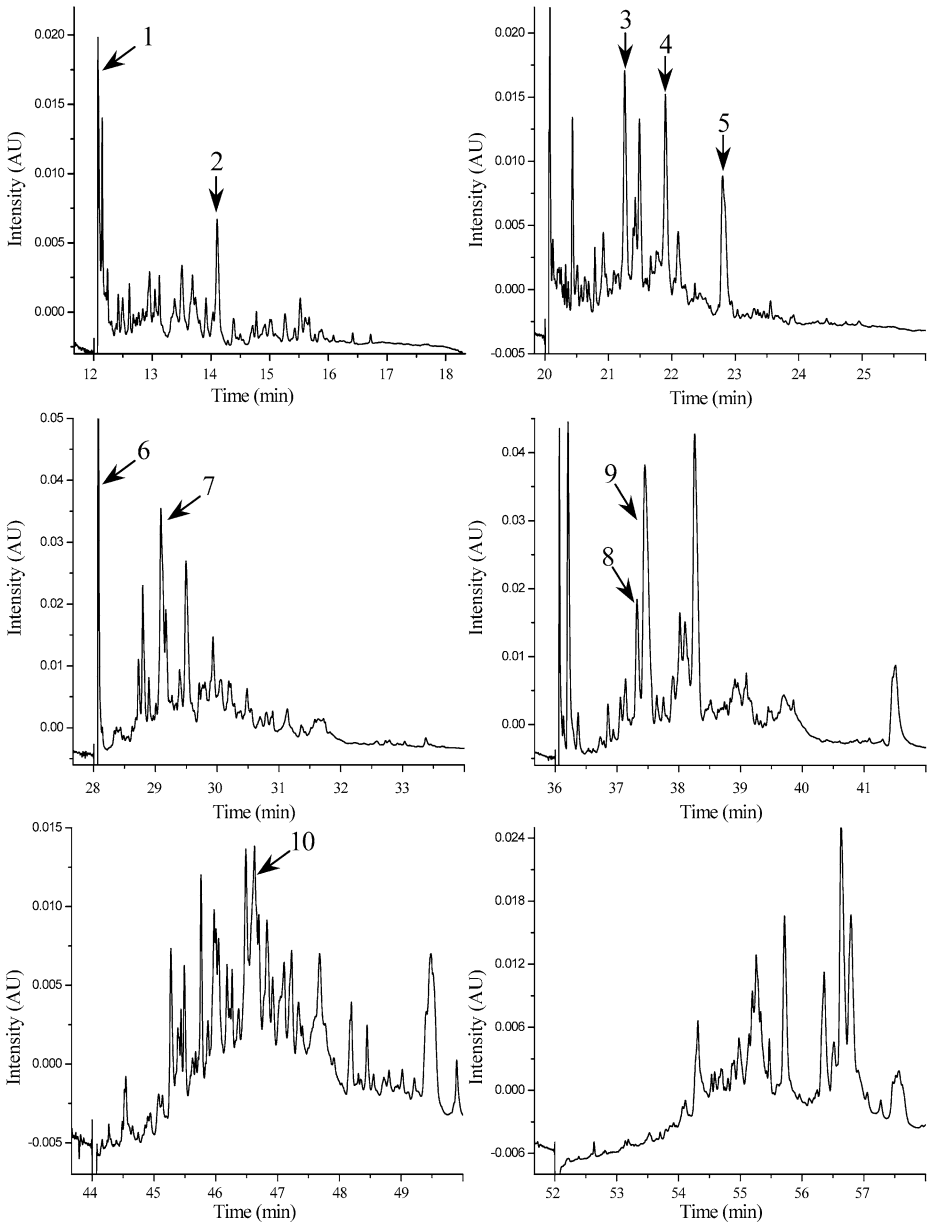 0.020
0.015
0.010
0.005
0.000
Intensity (AU)
1
2
12 13 14 15 16 17 18
Time (min)
0.020
0.015
0.010
0.005
0.000
-0.005
Intensity (AU)
3
4
5
20 21 22 23 24 25
Time (min)
0.05
0.04
0.03
0.02
0.01
0.00
Intensity (AU)
6
7
28 29 30 31 32 33
Time (min)
0.04
0.03
0.02
0.01
0.00
Intensity (AU)
9
8
36 37 38 39 40 41
Time (min)
0.015
0.010
0.005
0.000
-0.005
Intensity (AU)
10
44 45 46 47 48 49
Time (min)
0.024
0.018
0.012
0.006
0.000
-0.006
Intensity (AU)
52 53 54 55 56 57
Time (min)